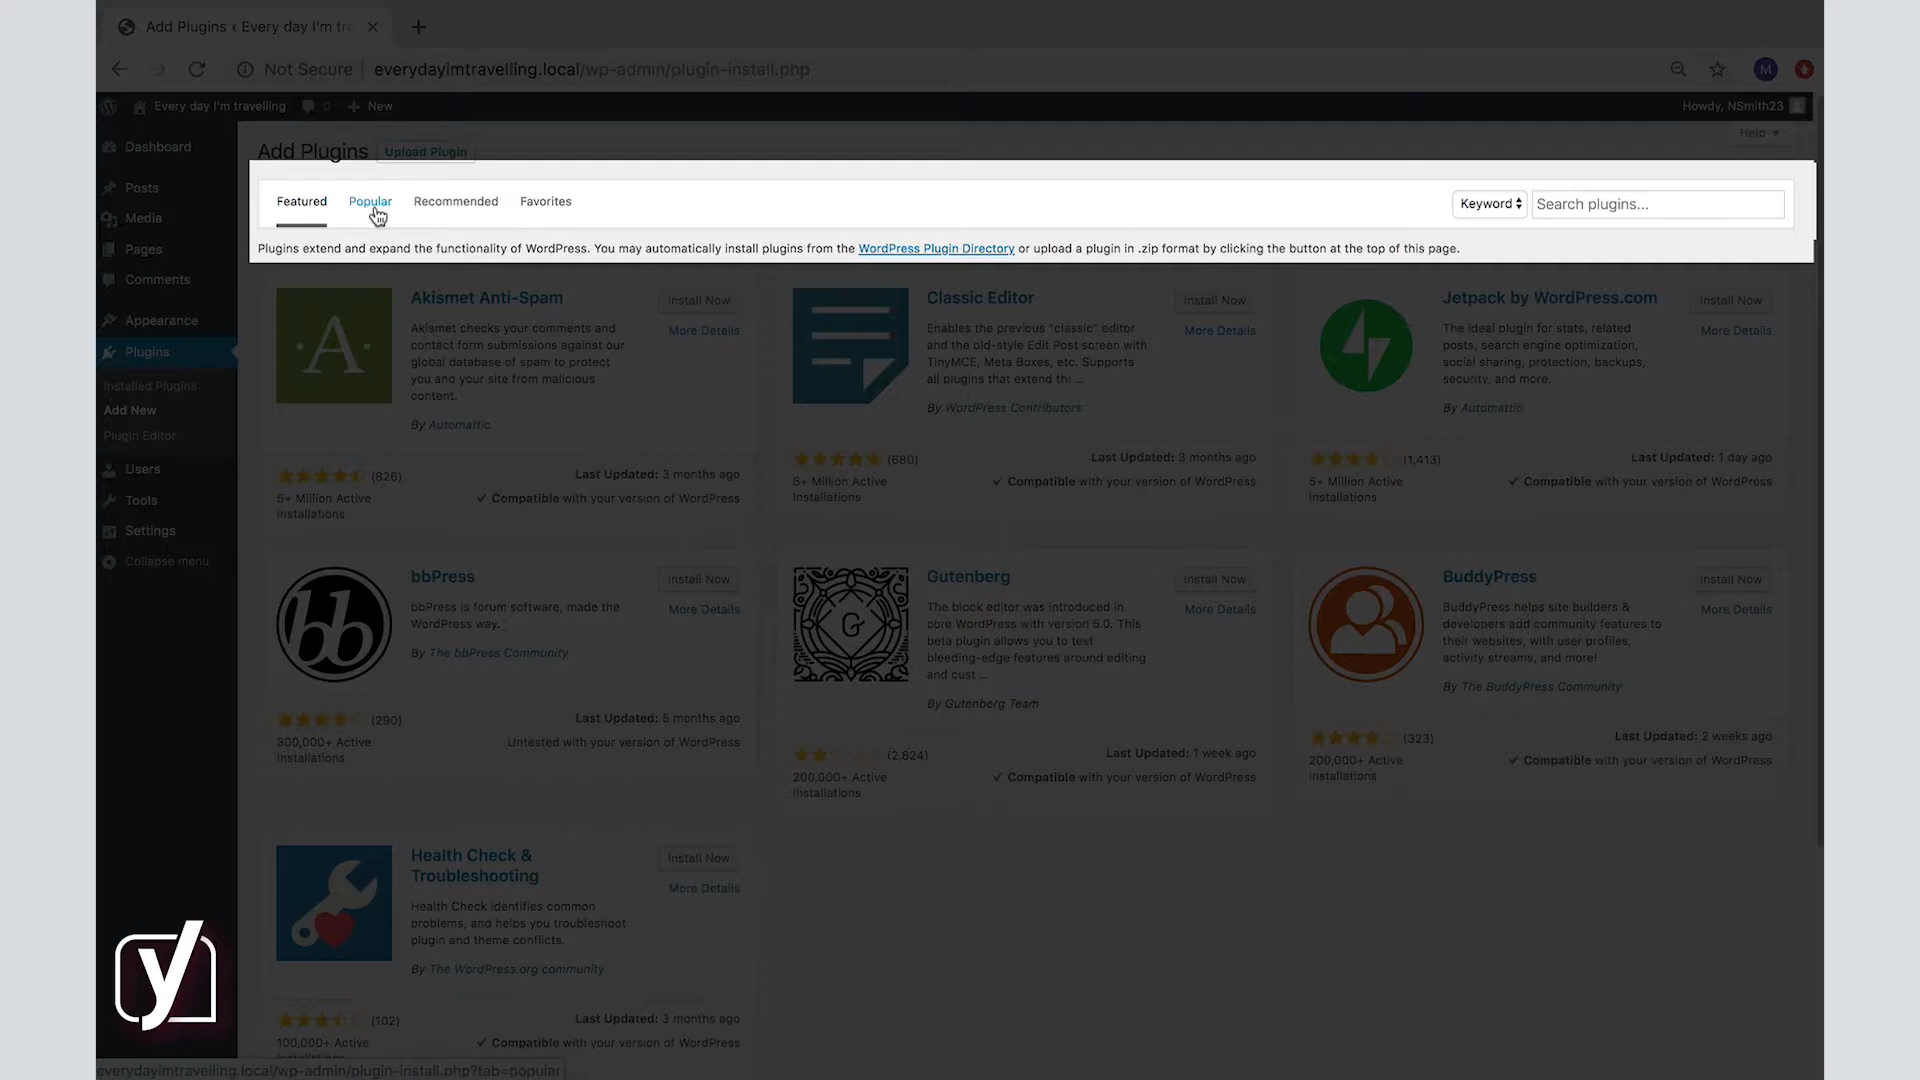 Add Plugins ‹ Every day I'm tra
Not Secure
everydayimtravelling.local/wp-admin/plugin-install.php
M
Every day I'm travelling
0
New
Howdy, NSmith23
Help
Dashboard
Posts
Media
Pages
Comments
Appearance
Plugins
Installed Plugins
Add New
Plugin Editor
Users
Tools
Settings
Collapse menu
Add Plugins
Upload Plugin
Featured
Popular
Recommended
Favorites
Keyword
Search plugins...
Plugins extend and expand the functionality of WordPress. You may automatically install plugins from the WordPress Plugin Directory or upload a plugin in .zip format by clicking the button at the top of this page.
A
Akismet Anti-Spam
Install Now
More Details
Akismet checks your comments and
contact form submissions against our
global database of spam to protect
you and your site from malicious
content.
By Automattic
(826)
5+ Million Active
Installations
Last Updated: 3 months ago
Compatible with your version of WordPress
Classic Editor
Install Now
More Details
Enables the previous "classic" editor
and the old-style Edit Post screen with
TinyMCE, Meta Boxes, etc. Supports
all plugins that extend thi ...
By WordPress Contributors
(680)
5+ Million Active
Installations
Last Updated: 3 months ago
Compatible with your version of WordPress
Jetpack by WordPress.com
Install Now
More Details
The ideal plugin for stats, related
posts, search engine optimization,
social sharing, protection, backups,
security, and more.
By Automattic
(1,413)
5+ Million Active
Installations
Last Updated: 1 day ago
Compatible with your version of WordPress
bb
bbPress
Install Now
More Details
bbPress is forum software, made the
WordPress way.
By The bbPress Community
(290)
300,000+ Active
Installations
Last Updated: 5 months ago
Untested with your version of WordPress
G
Gutenberg
Install Now
More Details
The block editor was introduced in
core WordPress with version 5.0. This
beta plugin allows you to test
bleeding-edge features around editing
and cust ...
By Gutenberg Team
(2,824)
200,000+ Active
Installations
Last Updated: 1 week ago
Compatible with your version of WordPress
BuddyPress
Install Now
More Details
BuddyPress helps site builders &
developers add community features to
their websites, with user profiles,
activity streams, and more!
By The BuddyPress Community
(323)
200,000+ Active
Installations
Last Updated: 2 weeks ago
Compatible with your version of WordPress
Health Check &
Troubleshooting
Install Now
More Details
Health Check identifies common
problems, and helps you troubleshoot
plugin and theme conflicts.
By The WordPress.org community
(102)
100,000+ Active
Installations
Last Updated: 3 months ago
Compatible with your version of WordPress
y
everydayimtravelling.local/wp-admin/plugin-install.php?tab=popular